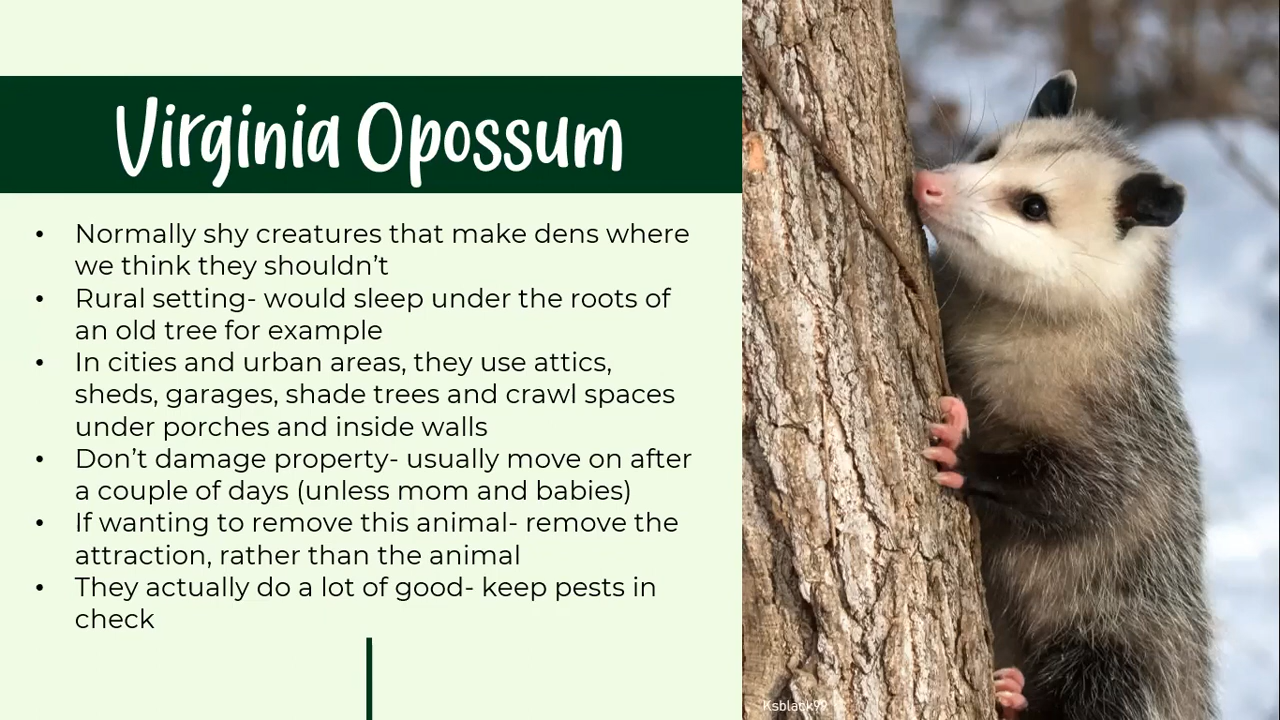 Virginia Opossum
• Normally shy creatures that make dens where
we think they shouldn’t
• Rural setting- would sleep under the roots of
an old tree for example
• In cities and urban areas, they use attics,
sheds, garages, shade trees and crawl spaces
under porches and inside walls
• Don’t damage property- usually move on after
a couple of days (unless mom and babies)
• If wanting to remove this animal- remove the
attraction, rather than the animal
• They actually do a lot of good- keep pests in
check